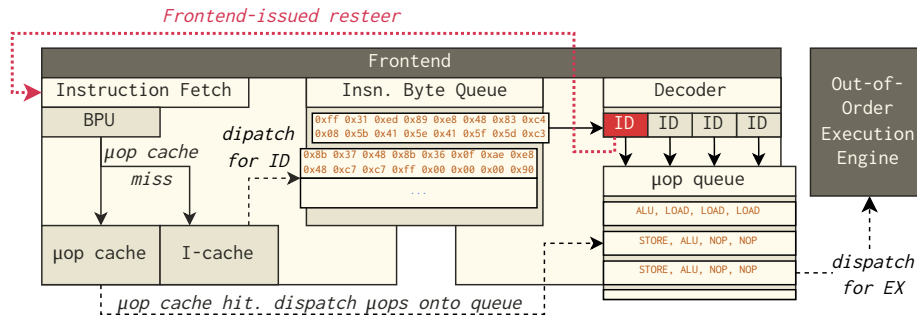 Frontend-issued resteer
Frontend
Instruction Fetch
Insn. Byte Queue
Decoder
Out-of-
Order
Execution
Engine
BPU
0xff 0x31 0xed 0x89 0xe8 0x48 0x83 0xc4
0x08 0x5b 0x41 0x5e 0x41 0x5f 0x5d 0xc3
ID
ID
ID
ID
dipatch
for ID
μop cache
miss
0x8b 0x37 0x48 0x8b 0x36 0x0f 0xae 0xe8
0x48 0xc7 0xc7 0xff 0x00 0x00 0x00 0x90
...
μop queue
ALU, LOAD, LOAD, LOAD
STORE, ALU, NOP, NOP
STORE, ALU, NOP, NOP
μop cache
I-cache
dispatch
for EX
μop cache hit. dispatch μops onto queue